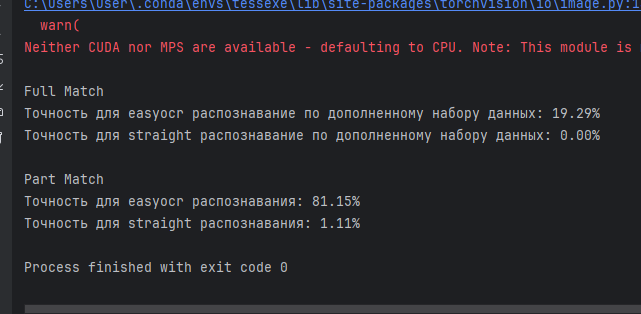 C:\Users\User\.conda\envs\tessexe\lib\site-packages\torchvision\io\image.py:1
warn(
Neither CUDA nor MPS are available - defaulting to CPU. Note: This module is
Full Match
Точность для easyocr распознавание по дополненному набору данных: 19.29%
Точность для straight распознавание по дополненному набору данных: 0.00%
Part Match
Точность для easyocr распознавания: 81.15%
Точность для straight распознавания: 1.11%
Process finished with exit code 0